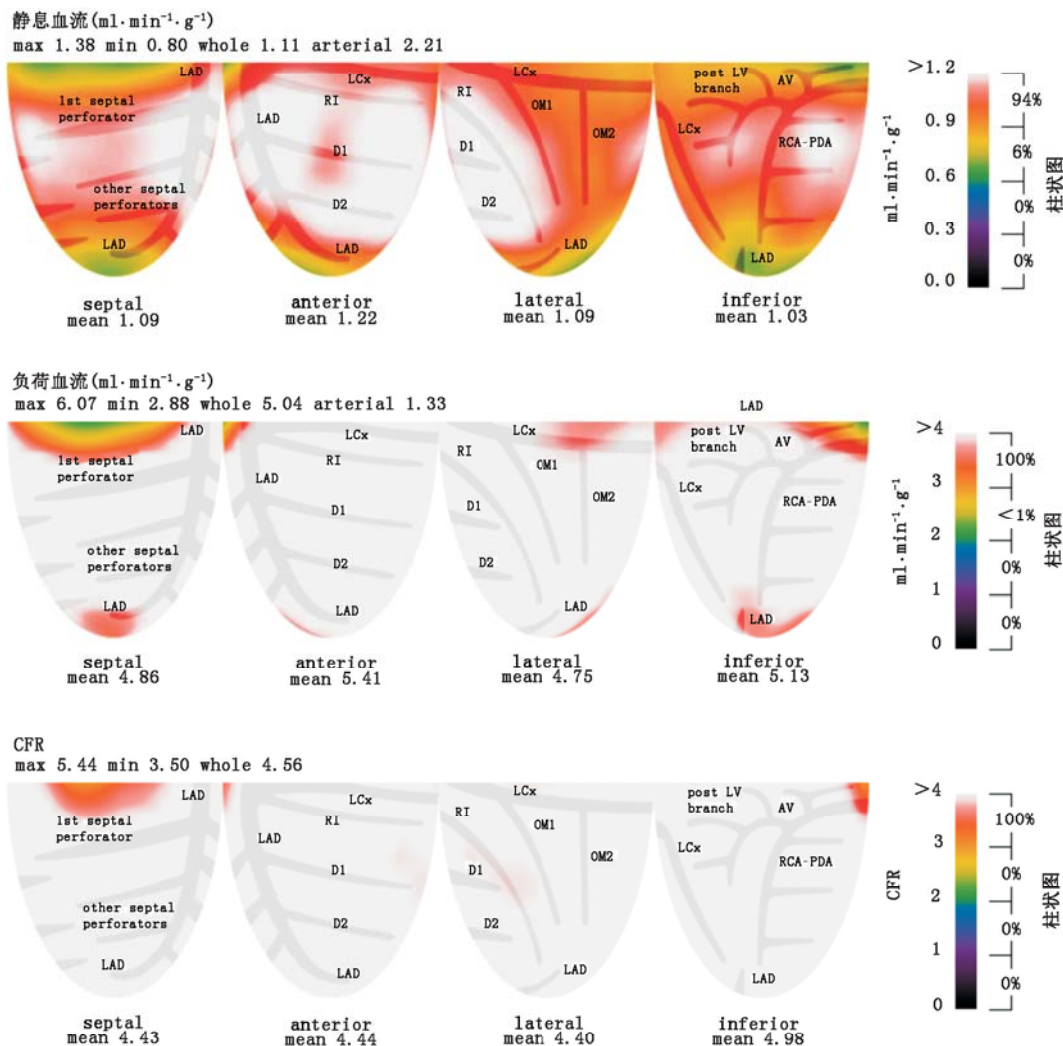 静息血流(ml·min⁻¹·g⁻¹)
max 1.38 min 0.80 whole 1.11 arterial 2.21
LAD
1st septal
perforator
other septal
perforators
LAD
septal
mean 1.09
LCx
RI
LAD
D1
D2
LAD
anterior
mean 1.22
LCx
RI
OM1
D1
OM2
D2
LAD
lateral
mean 1.09
post LV
branch
AV
LCx
RCA-PDA
LAD
inferior
mean 1.03
ml·min⁻¹·g⁻¹
>1.2
0.9
0.6
0.3
0.0
94%
6%
0%
0%
柱状图
负荷血流(ml·min⁻¹·g⁻¹)
max 6.07 min 2.88 whole 5.04 arterial 1.33
LAD
LAD
1st septal
perforator
other septal
perforators
LAD
septal
mean 4.86
LCx
RI
LAD
D1
D2
LAD
anterior
mean 5.41
LCx
RI
OM1
D1
OM2
D2
LAD
lateral
mean 4.75
post LV
branch
AV
LCx
RCA-PDA
LAD
inferior
mean 5.13
ml·min⁻¹·g⁻¹
>4
3
2
1
0
100%
<1%
0%
0%
柱状图
CFR
max 5.44 min 3.50 whole 4.56
LAD
1st septal
perforator
other septal
perforators
LAD
septal
mean 4.43
LCx
RI
LAD
D1
D2
LAD
anterior
mean 4.44
LCx
RI
OM1
D1
OM2
D2
LAD
lateral
mean 4.40
post LV
branch
AV
LCx
RCA-PDA
LAD
inferior
mean 4.98
CFR
>4
3
2
1
0
100%
0%
0%
0%
柱状图